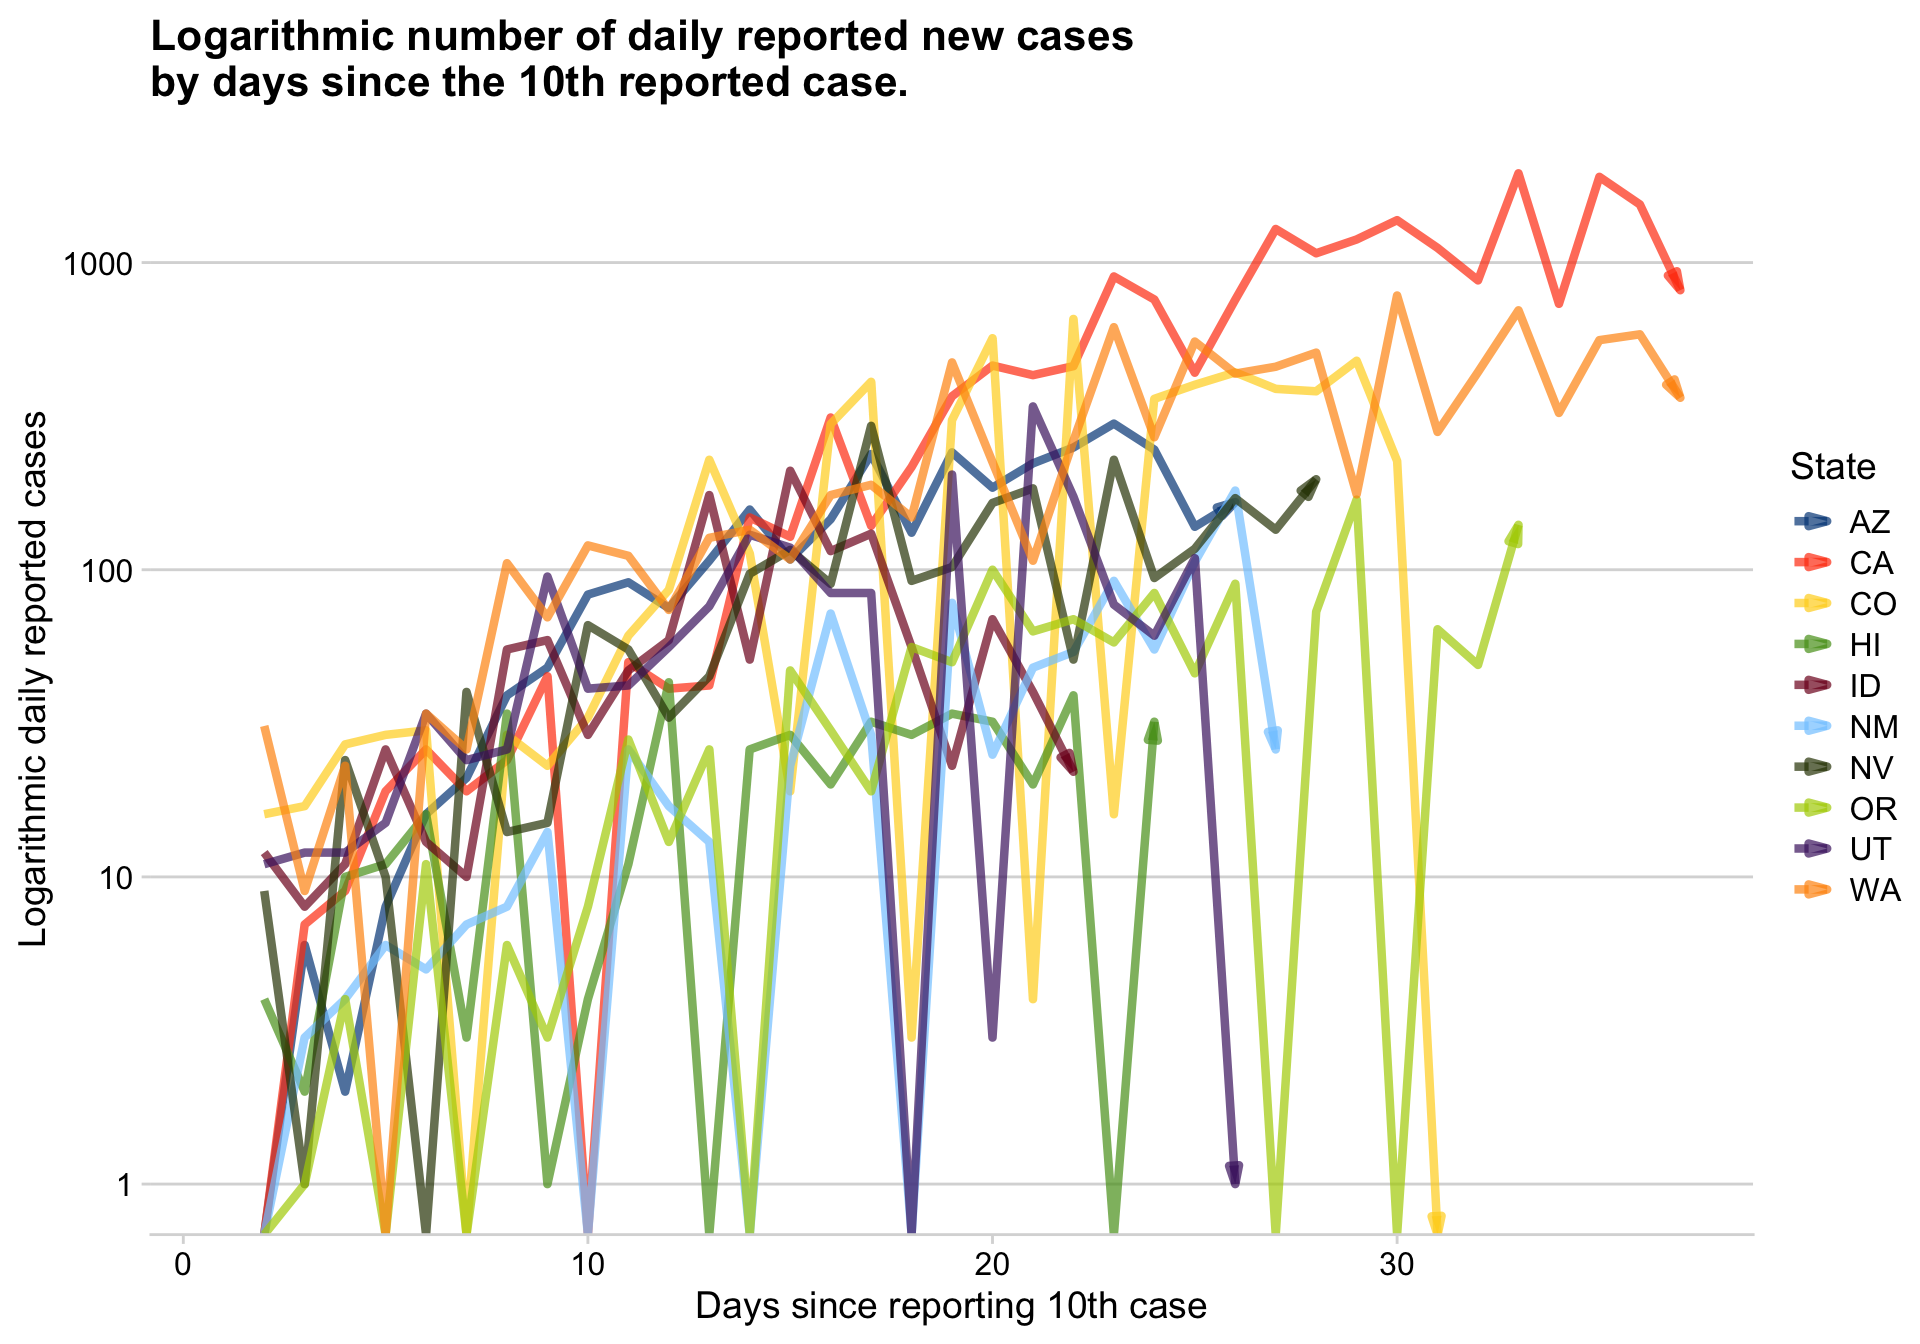 Logarithmic number of daily reported new cases
by days since the 10th reported case.
Logarithmic daily reported cases
1000
100
10
1
0
10
20
30
Days since reporting 10th case
State
AZ
CA
CO
HI
ID
NM
NV
OR
UT
WA